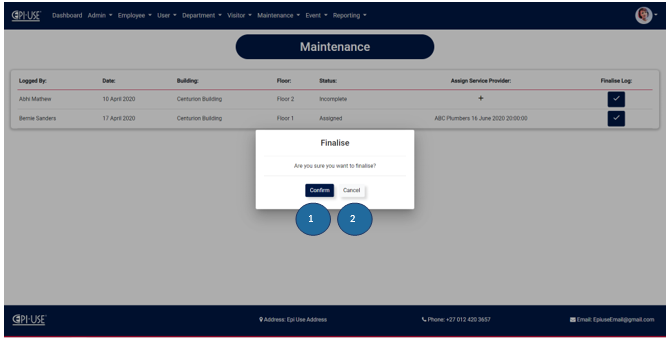 EPI-USE Dashboard Admin Employee User Department Visitor Maintenance Event Reporting
Maintenance
Logged By: Date: Building: Floor: Status: Assign Service Provider: Finalise Log:
Abhi Mathew 10 April 2020 Centurion Building Floor 2 Incomplete +
Bernie Sanders 17 April 2020 Centurion Building Floor 1 Assigned ABC Plumbers 16 June 2020 20:00:00
Finalise
Are you sure you want to finalise?
Confirm Cancel
1 2
EPI-USE Address: Epi Use Address Phone: +27 012 420 3657 Email: EpiuseEmail@gmail.com